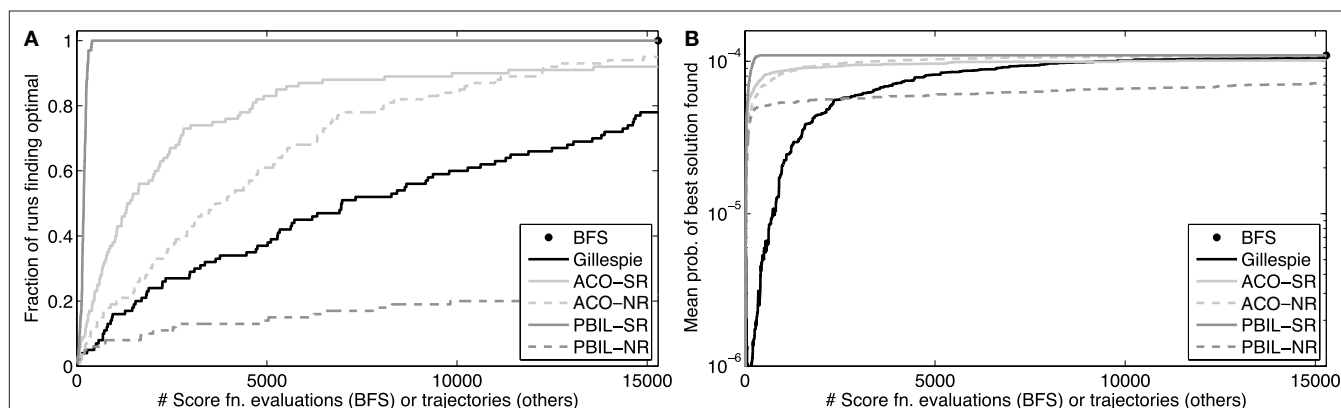 A
Fraction of runs finding optimal
1
0.8
0.6
0.4
0.2
0
0
5000
10000
15000
# Score fn. evaluations (BFS) or trajectories (others)
BFS
Gillespie
ACO−SR
ACO−NR
PBIL−SR
PBIL−NR
B
Mean prob. of best solution found
10−4
10−5
10−6
0
5000
10000
15000
# Score fn. evaluations (BFS) or trajectories (others)
BFS
Gillespie
ACO−SR
ACO−NR
PBIL−SR
PBIL−NR